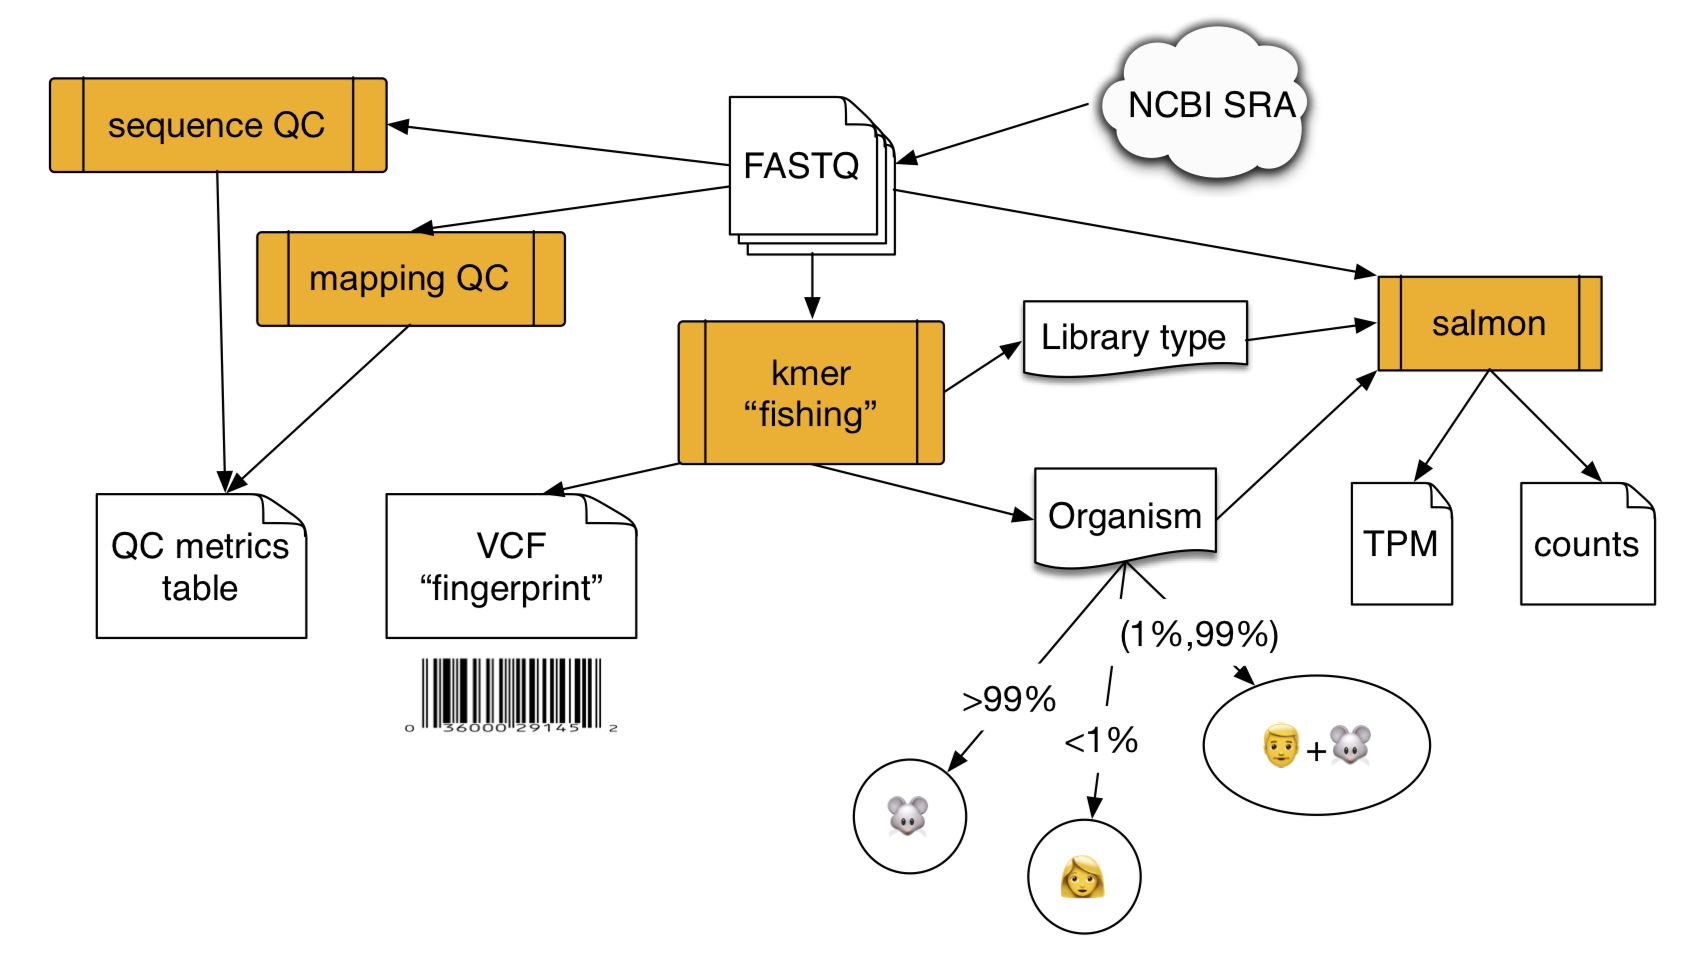 NCBI SRA
sequence QC
FASTQ
mapping QC
Library type
salmon
kmer
“fishing”
Organism
QC metrics
table
VCF
“fingerprint”
TPM
counts
(1%,99%)
>99%
<1%
+
0 36000 29145 2